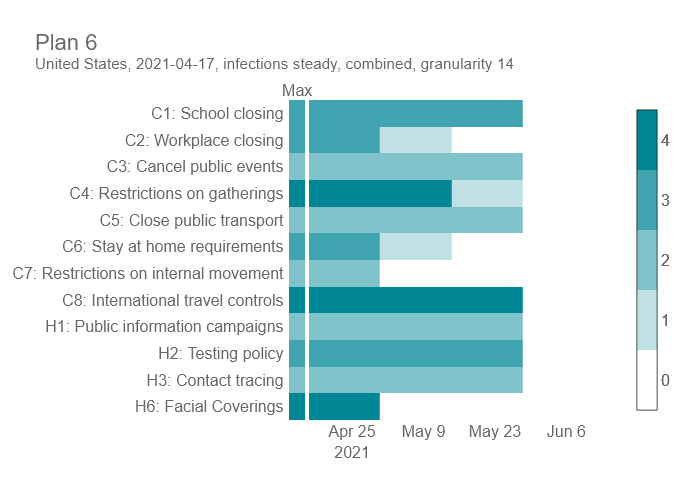 Plan 6
United States, 2021-04-17, infections steady, combined, granularity 14
Max
C1: School closing
C2: Workplace closing
C3: Cancel public events
C4: Restrictions on gatherings
C5: Close public transport
C6: Stay at home requirements
C7: Restrictions on internal movement
C8: International travel controls
H1: Public information campaigns
H2: Testing policy
H3: Contact tracing
H6: Facial Coverings
Apr 25 May 9 May 23 Jun 6
2021
4
3
2
1
0